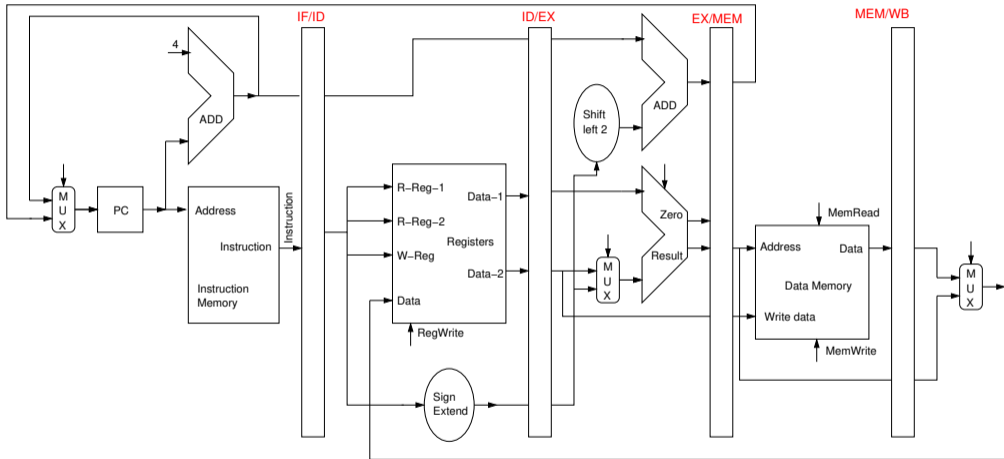 IF/ID
ID/EX
EX/MEM
MEM/WB
4
ADD
ADD
Shift
left 2
M
U
X
PC
Address
Instruction
Instruction
Memory
Instruction
R-Reg-1
R-Reg-2
W-Reg
Data
Data-1
Registers
Data-2
RegWrite
Sign
Extend
M
U
X
Zero
Result
MemRead
Address
Data
Data Memory
Write data
MemWrite
M
U
X